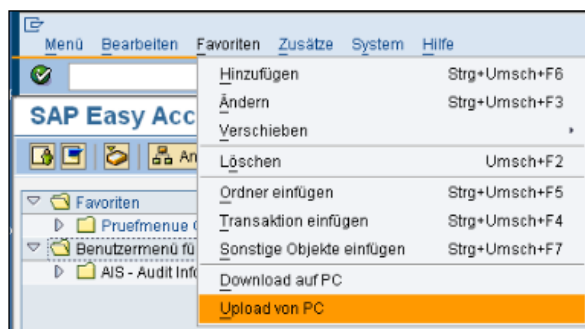 Menü Bearbeiten Favoriten Zusätze System Hilfe
Hinzufügen Strg+Umsch+F6
Ändern Strg+Umsch+F3
SAP Easy Acc
Verschieben
An
Löschen Umsch+F2
Ordner einfügen Strg+Umsch+F5
Favoriten
Transaktion einfügen Strg+Umsch+F4
Pruefmenue
Sonstige Objekte einfügen Strg+Umsch+F7
Benutzermenü fü
AIS - Audit Info
Download auf PC
Upload von PC